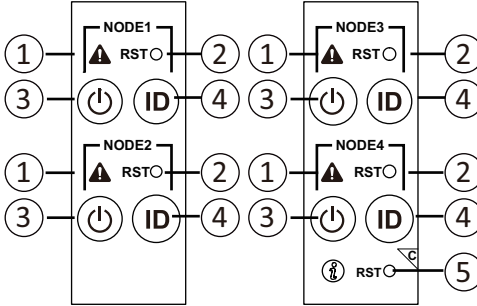 NODE1
NODE3
1 RST 2 1 RST 2
3 ID 4 3 ID 4
NODE2
NODE4
1 RST 2 1 RST 2
3 ID 4 3 ID 4
C
i RST 5